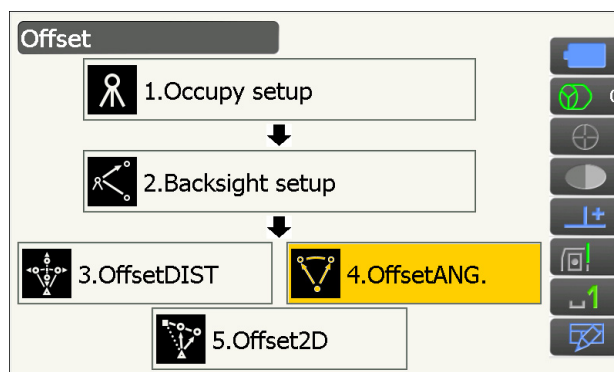 Offset
1.Occupy setup
2.Backsight setup
3.OffsetDIST
4.OffsetANG.
5.Offset2D